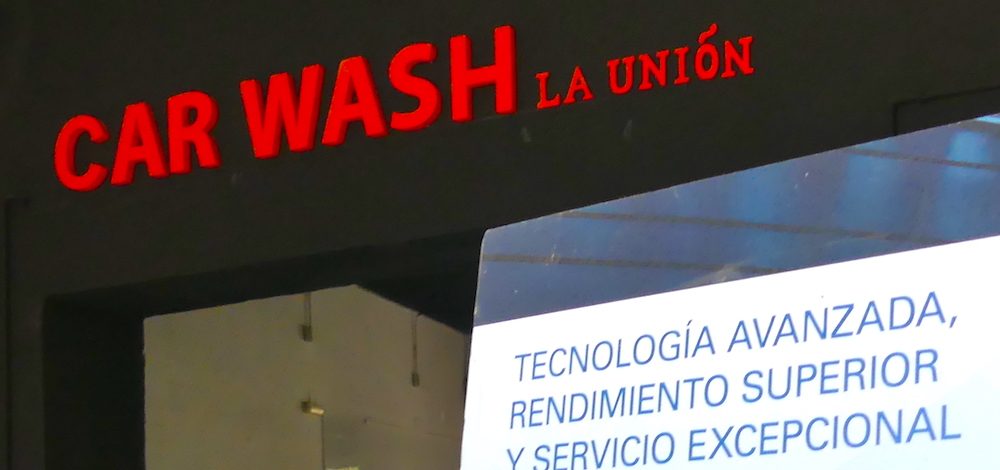 CAR WASH LA UNIÓN
TECNOLOGÍA AVANZADA,
RENDIMIENTO SUPERIOR
Y SERVICIO EXCEPCIONAL